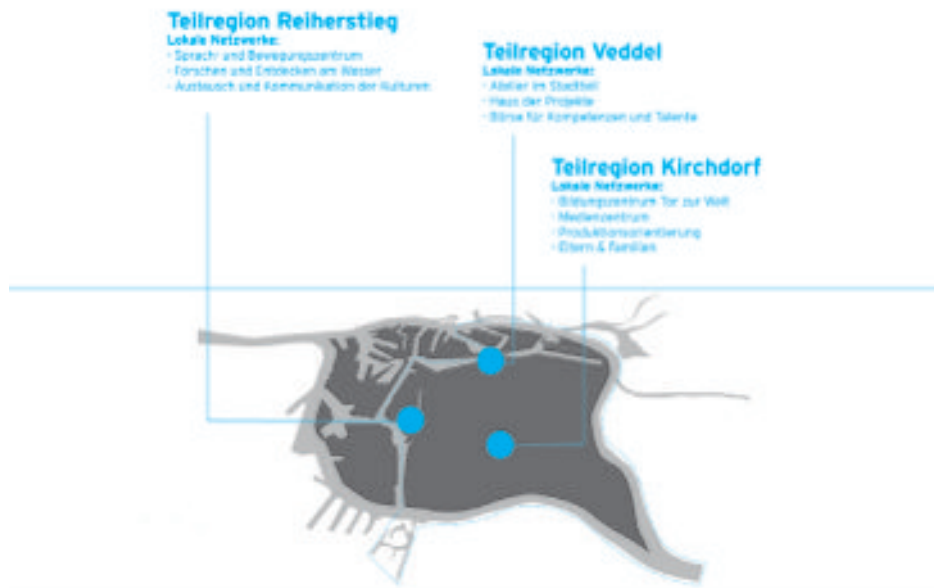 Teilregion Reiherstieg
Lokale Netzwerke:
- Sprach- und Bewegungszentrum
- Forschen und Entdecken am Wasser
- Austausch und Kommunikation der Kulturen
Teilregion Veddel
Lokale Netzwerke:
- Atelier im Stadtteil
- Haus der Projekte
- Börse für Kompetenzen und Talente
Teilregion Kirchdorf
Lokale Netzwerke:
- Bildungszentrum Tor zur Welt
- Medienzentrum
- Produktionsorientierung
- Eltern & Familien